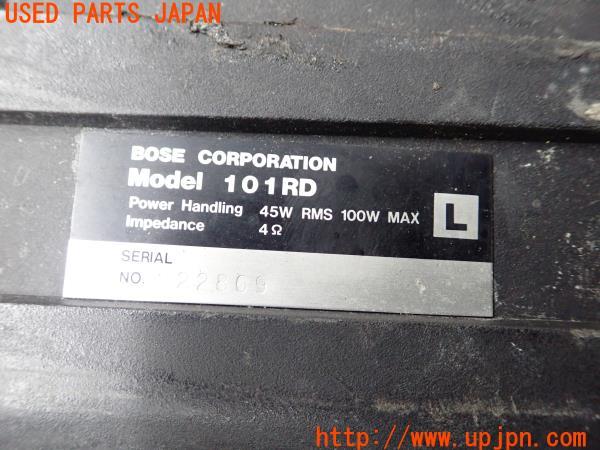 USED PARTS JAPAN
BOSE CORPORATION
Model 101RD
Power Handling 45W RMS 100W MAX
Impedance 4Ω
L
SERIAL
NO. 22809
http://www.upjpn.com/